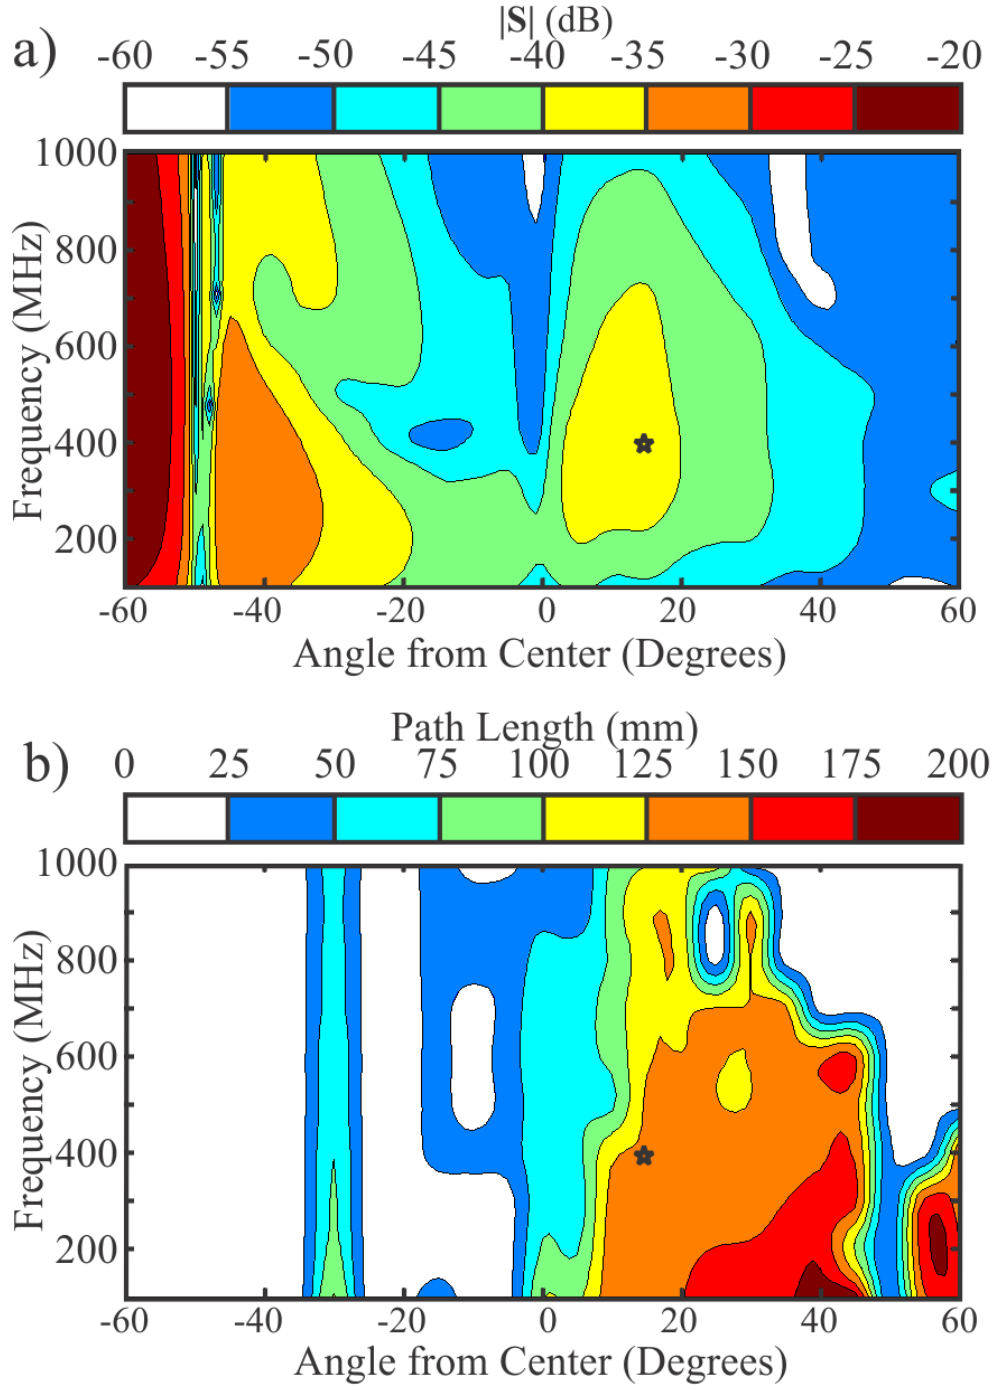 |S| (dB)
a) -60 -55 -50 -45 -40 -35 -30 -25 -20
1000
800
600
400
200
Frequency (MHz)
-60 -40 -20 0 20 40 60
Angle from Center (Degrees)
Path Length (mm)
b) 0 25 50 75 100 125 150 175 200
1000
800
600
400
200
Frequency (MHz)
-60 -40 -20 0 20 40 60
Angle from Center (Degrees)